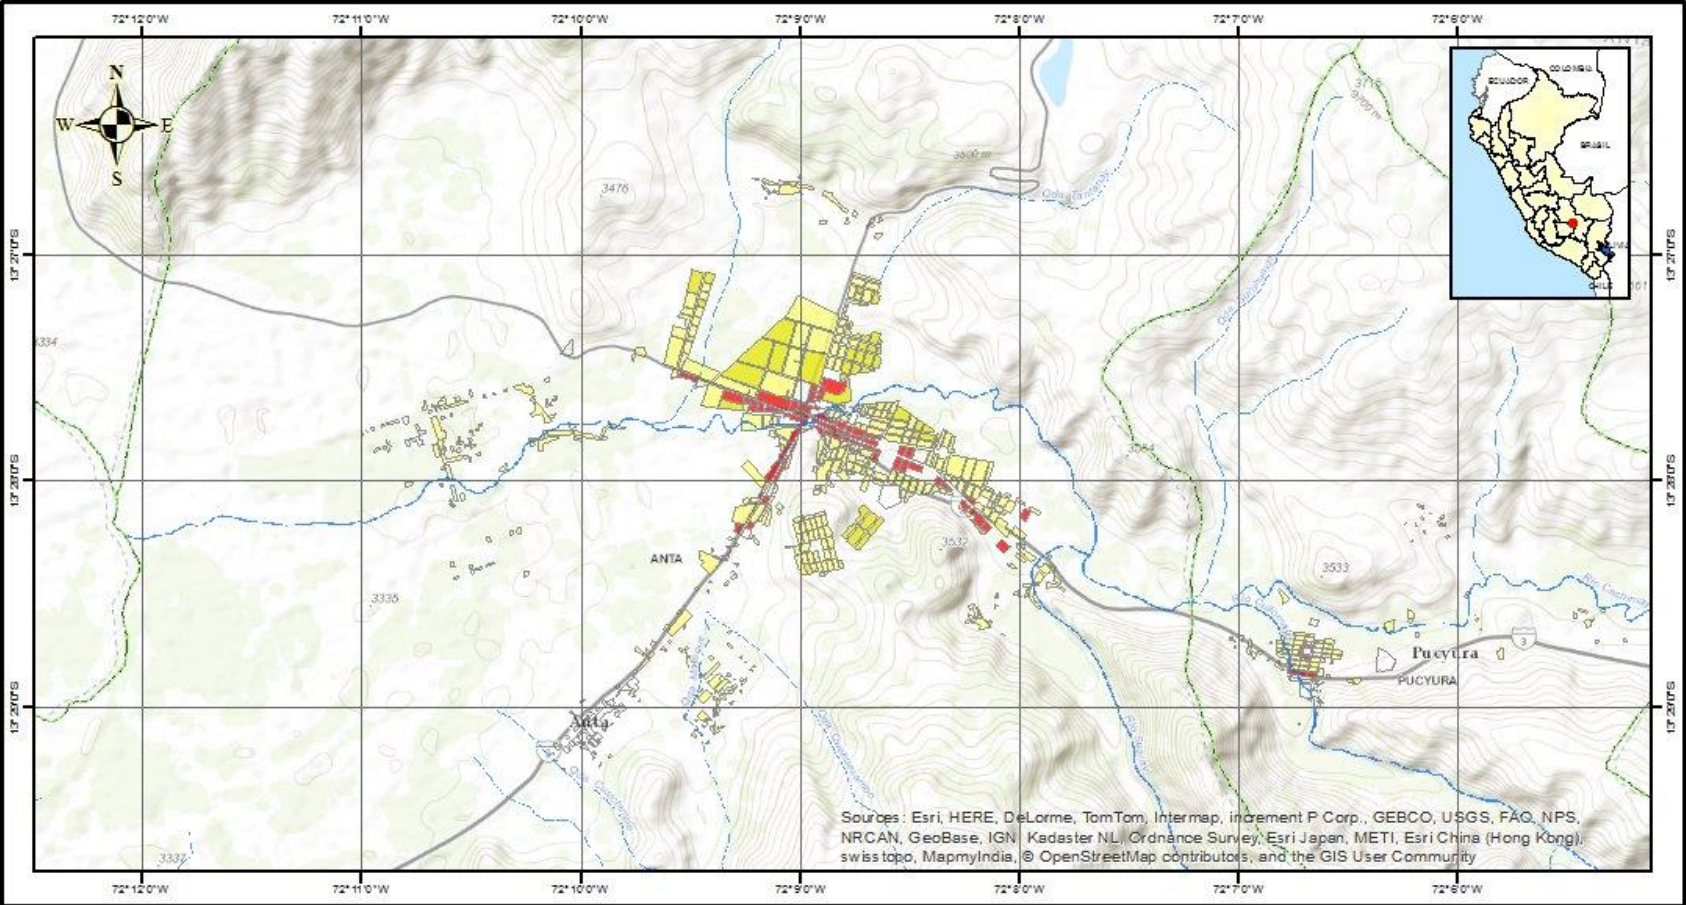 72°12'0"W 72°11'0"W 72°10'0"W 72°9'0"W 72°8'0"W 72°7'0"W 72°6'0"W
N
W E
S
COLOMBIA
ECUADOR
BRASIL
CHILE
3715
3700 m
3600 m
3476
13°27'0"S 13°27'0"S
3334
13°28'0"S 13°28'0"S
3532
ANTA
3533
3335
3
Pucyura
PUCYURA
13°29'0"S 13°29'0"S
Anta
3337
Sources: Esri, HERE, DeLorme, TomTom, Intermap, increment P Corp., GEBCO, USGS, FAO, NPS,
NRCAN, GeoBase, IGN, Kadaster NL, Ordnance Survey, Esri Japan, METI, Esri China (Hong Kong),
swisstopo, MapmyIndia, © OpenStreetMap contributors, and the GIS User Community
72°12'0"W 72°11'0"W 72°10'0"W 72°9'0"W 72°8'0"W 72°7'0"W 72°6'0"W